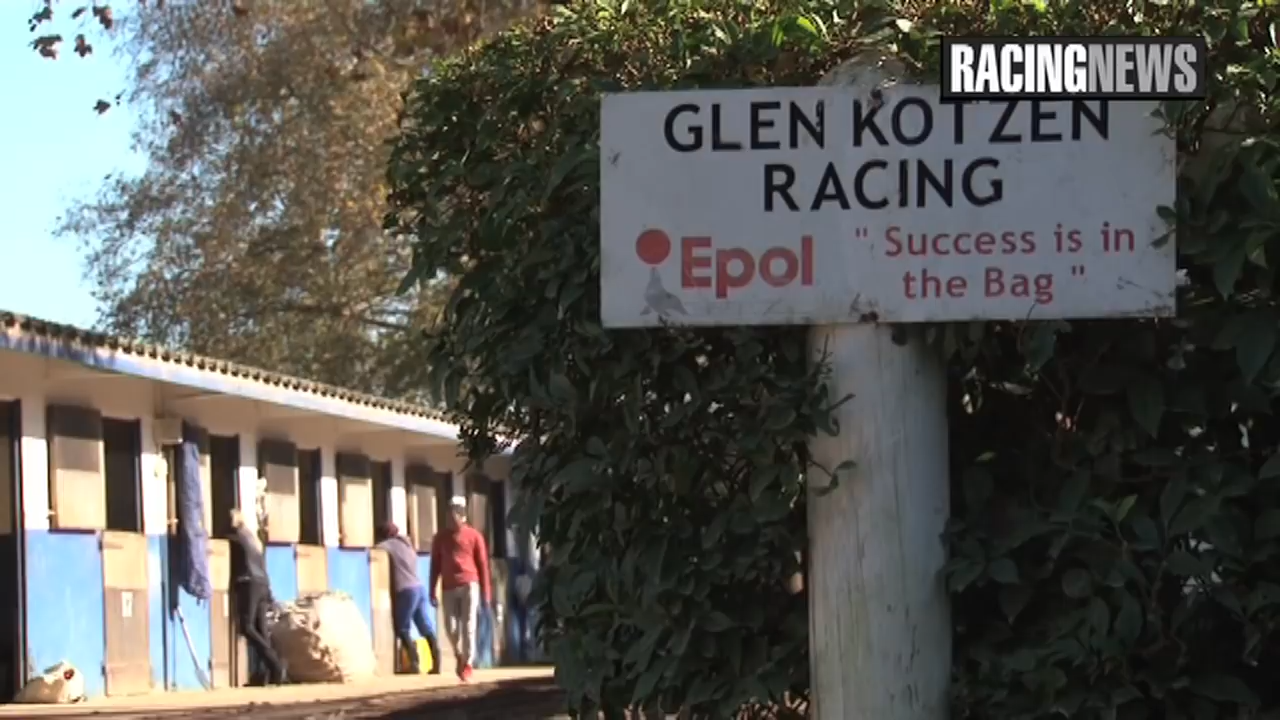 RACINGNEWS
GLEN KOTZEN
RACING
Epol
" Success is in
the Bag "